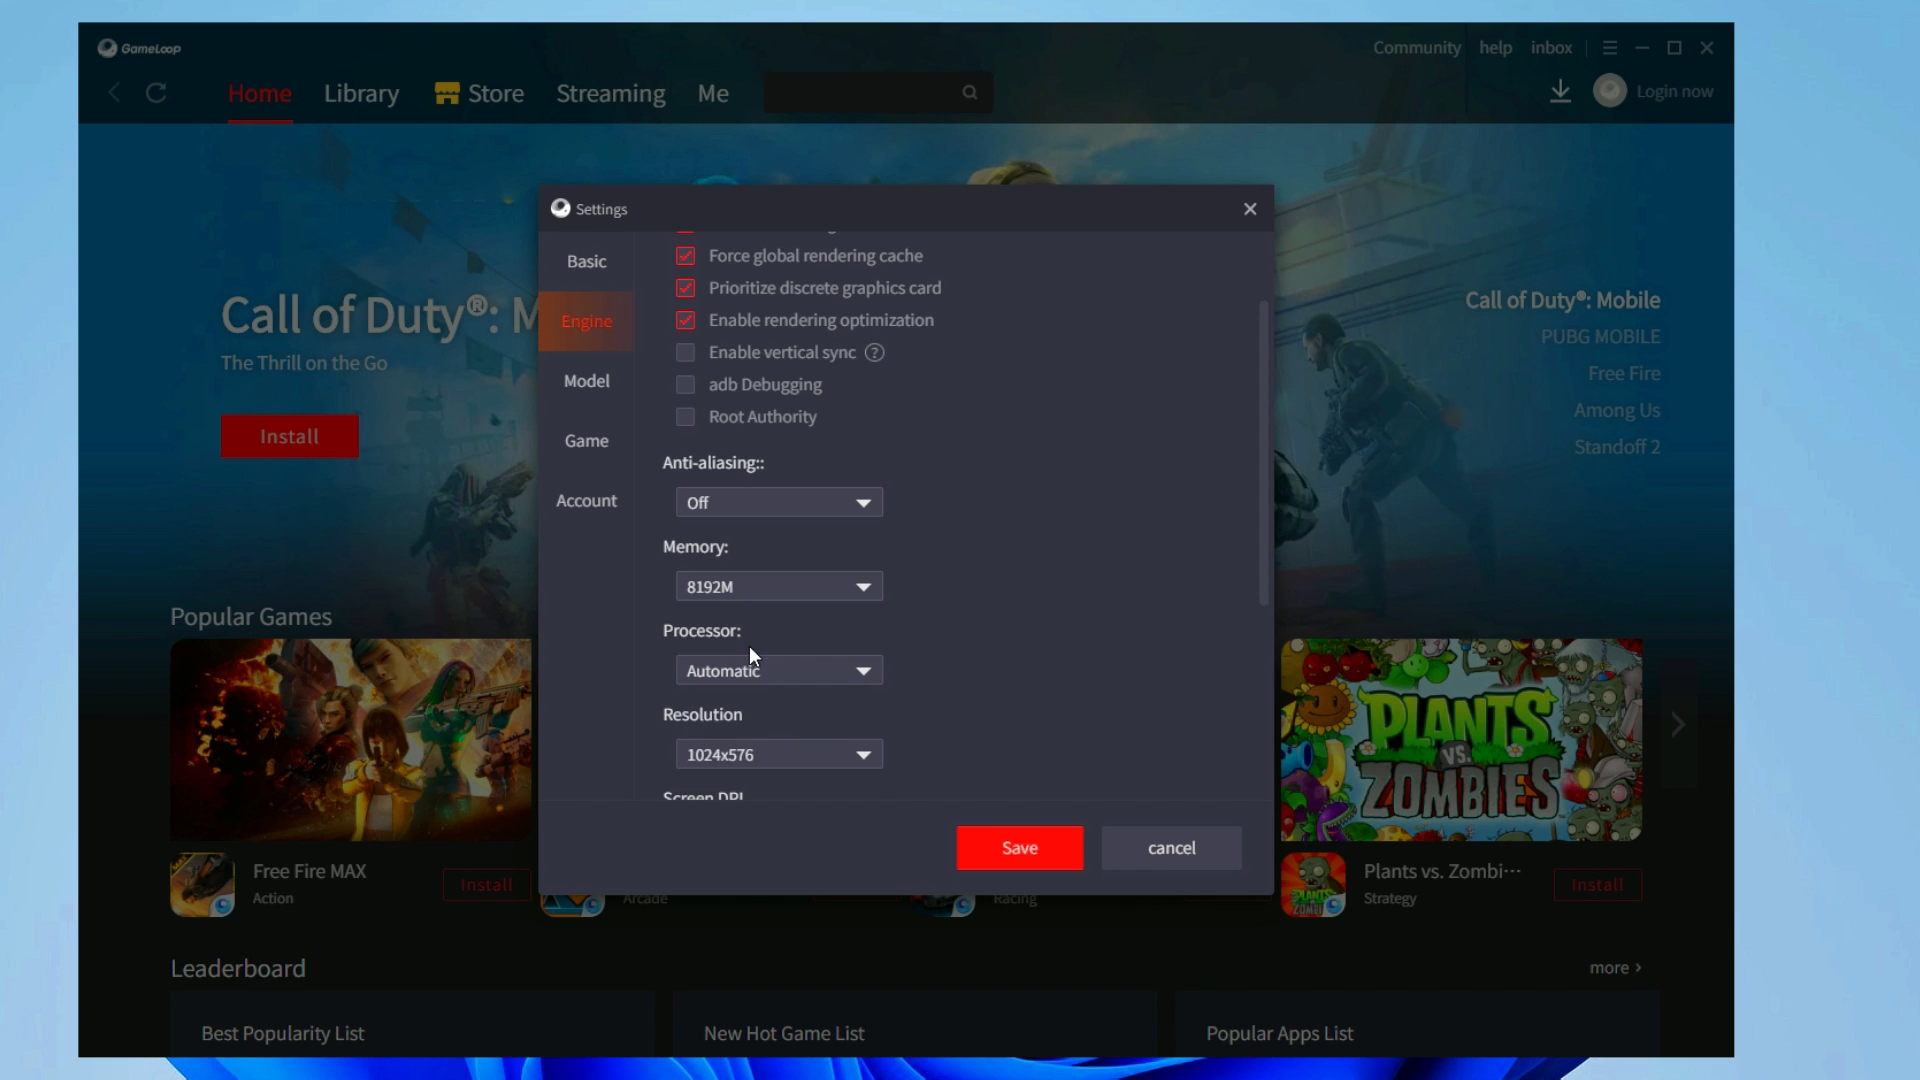 GameLoop
Community help inbox
Home Library Store Streaming Me
Login now
Settings
Basic
Engine
Model
Game
Account
Force global rendering cache
Prioritize discrete graphics card
Enable rendering optimization
Enable vertical sync ?
adb Debugging
Root Authority
Anti-aliasing::
Off
Memory:
8192M
Processor:
Automatic
Resolution
1024x576
Screen DPI
Save cancel
Call of Duty®: M
The Thrill on the Go
Install
Call of Duty®: Mobile
PUBG MOBILE
Free Fire
Among Us
Standoff 2
Popular Games
PLANTS
VS.
ZOMBIES
Free Fire MAX
Action
Install
Arcade
Racing
Plants vs. Zombi···
Strategy
Install
Leaderboard
more >
Best Popularity List
New Hot Game List
Popular Apps List